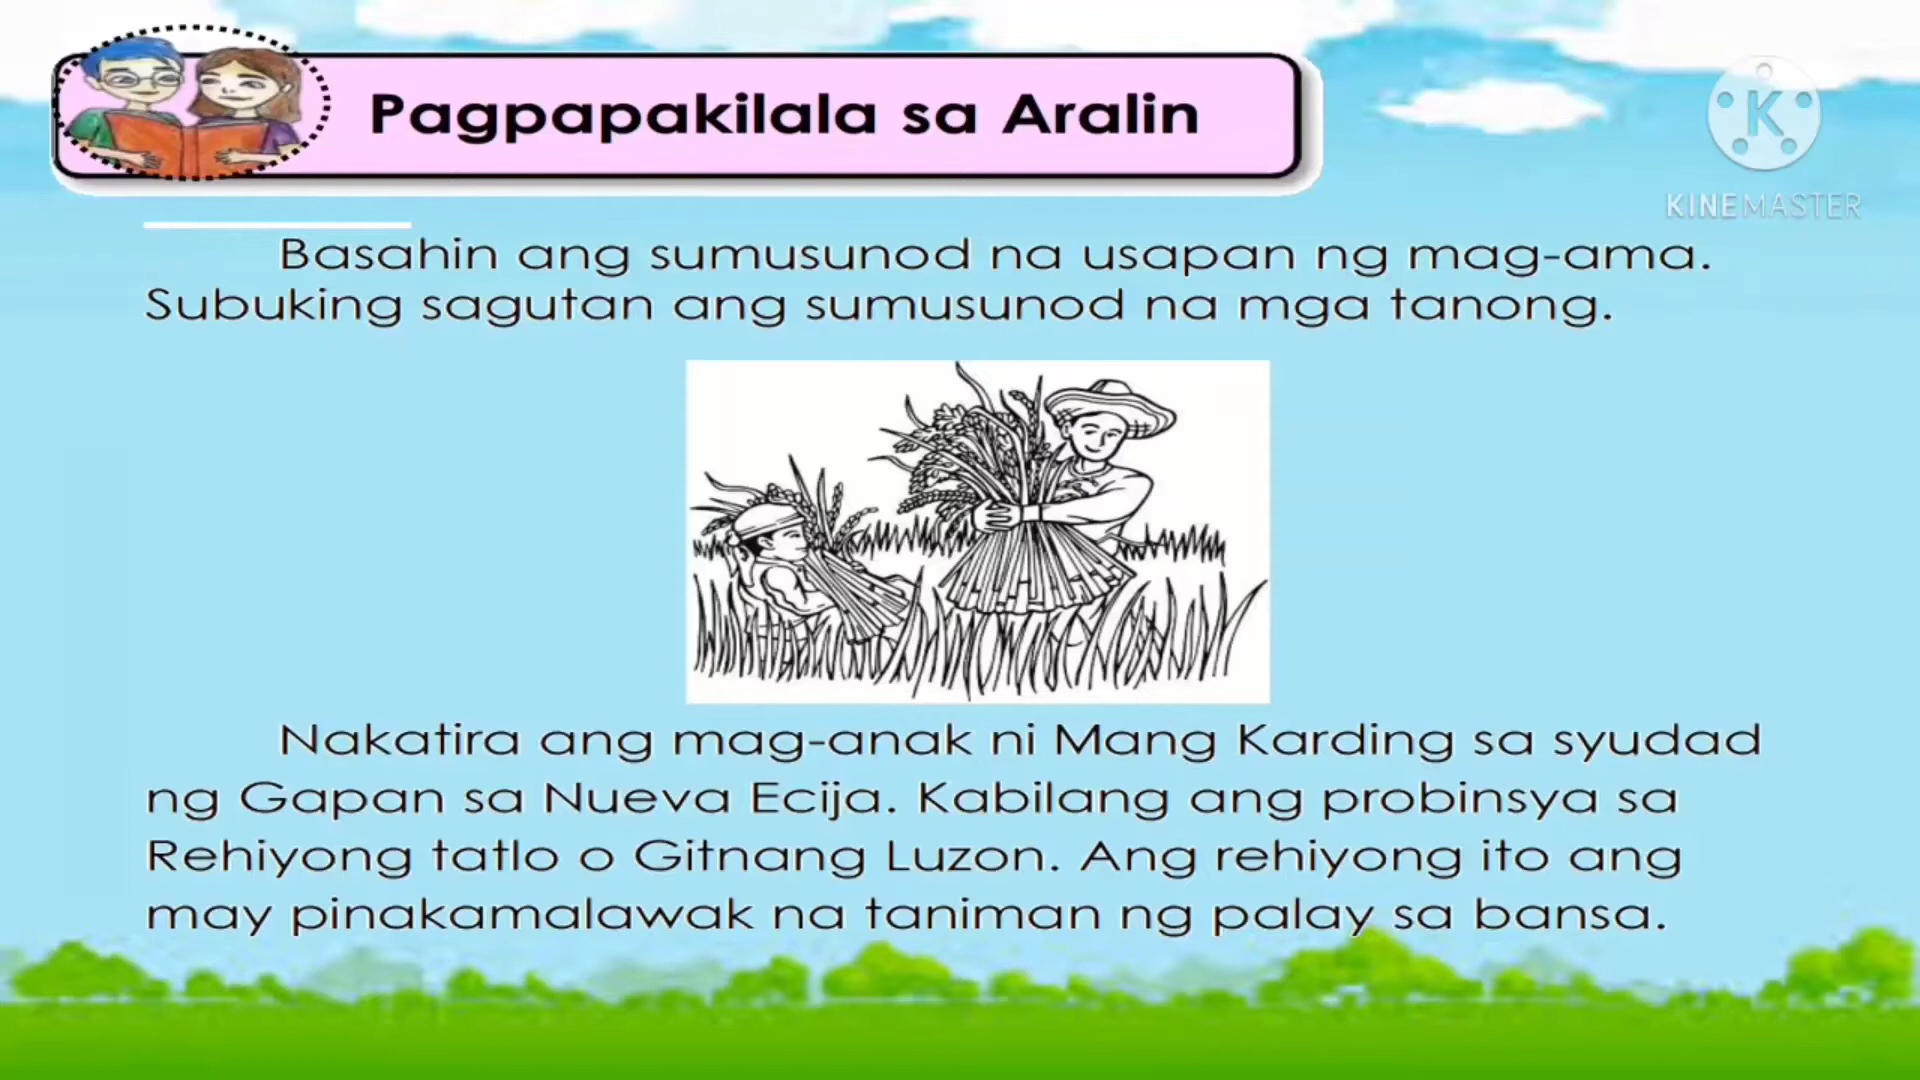 Pagpapakilala sa Aralin
K
KINEMASTER
Basahin ang sumusunod na usapan ng mag-ama.
Subuking sagutan ang sumusunod na mga tanong.
Nakatira ang mag-anak ni Mang Karding sa syudad
ng Gapan sa Nueva Ecija. Kabilang ang probinsya sa
Rehiyong tatlo o Gitnang Luzon. Ang rehiyong ito ang
may pinakamalawak na taniman ng palay sa bansa.